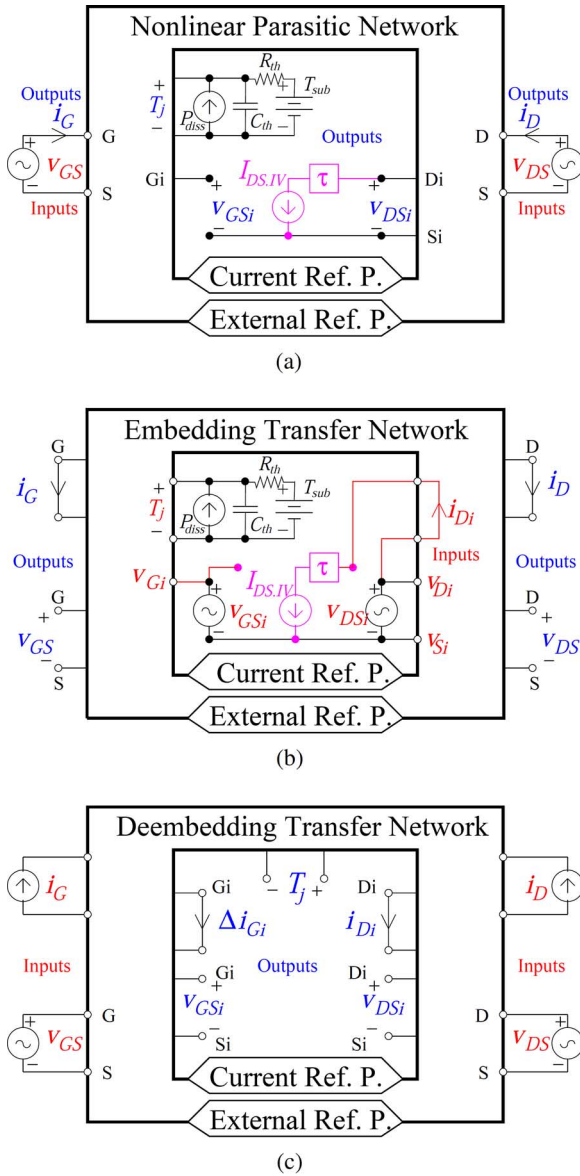 Nonlinear Parasitic Network
Outputs
i_G
v_GS
Inputs
G
S
+
−
+
T_j
−
P_diss
C_th
R_th
+
T_sub
−
Outputs
Gi
+
v_GSi
−
I_DS.IV
τ
+
v_DSi
−
Di
Si
Outputs
i_D
D
S
v_DS
+
−
Inputs
Current Ref. P.
External Ref. P.
(a)
Embedding Transfer Network
G
i_G
Outputs
G
+
v_GS
−
S
+
T_j
−
P_diss
C_th
R_th
+
T_sub
−
v_Gi
+
v_GSi
−
I_DS.IV
τ
+
v_DSi
−
i_Di
Inputs
v_Di
v_Si
D
i_D
Outputs
D
+
v_DS
−
S
Current Ref. P.
External Ref. P.
(b)
Deembedding Transfer Network
i_G
Inputs
+
v_GS
−
G
S
− T_j +
Gi
Δi_Gi
Gi
+
v_GSi
−
Si
Outputs
Di
i_Di
Di
+
v_DSi
−
Si
i_D
Inputs
D
S
+
v_DS
−
Current Ref. P.
External Ref. P.
(c)